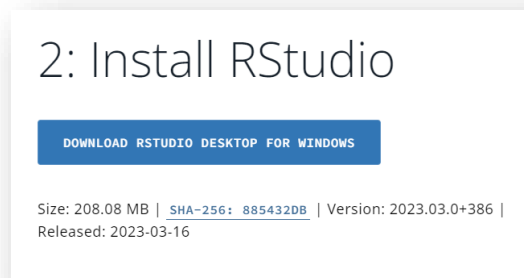 2: Install RStudio
DOWNLOAD RSTUDIO DESKTOP FOR WINDOWS
Size: 208.08 MB | SHA-256: 885432DB | Version: 2023.03.0+386 |
Released: 2023-03-16